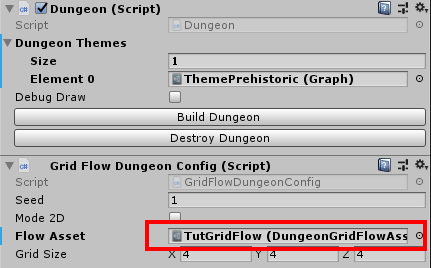 Dungeon (Script)
Script Dungeon
Dungeon Themes
Size 1
Element 0 ThemePrehistoric (Graph)
Debug Draw
Build Dungeon
Destroy Dungeon
Grid Flow Dungeon Config (Script)
Script GridFlowDungeonConfig
Seed 1
Mode 2D
Flow Asset TutGridFlow (DungeonGridFlowAss
Grid Size X 4 Y 4 Z 4